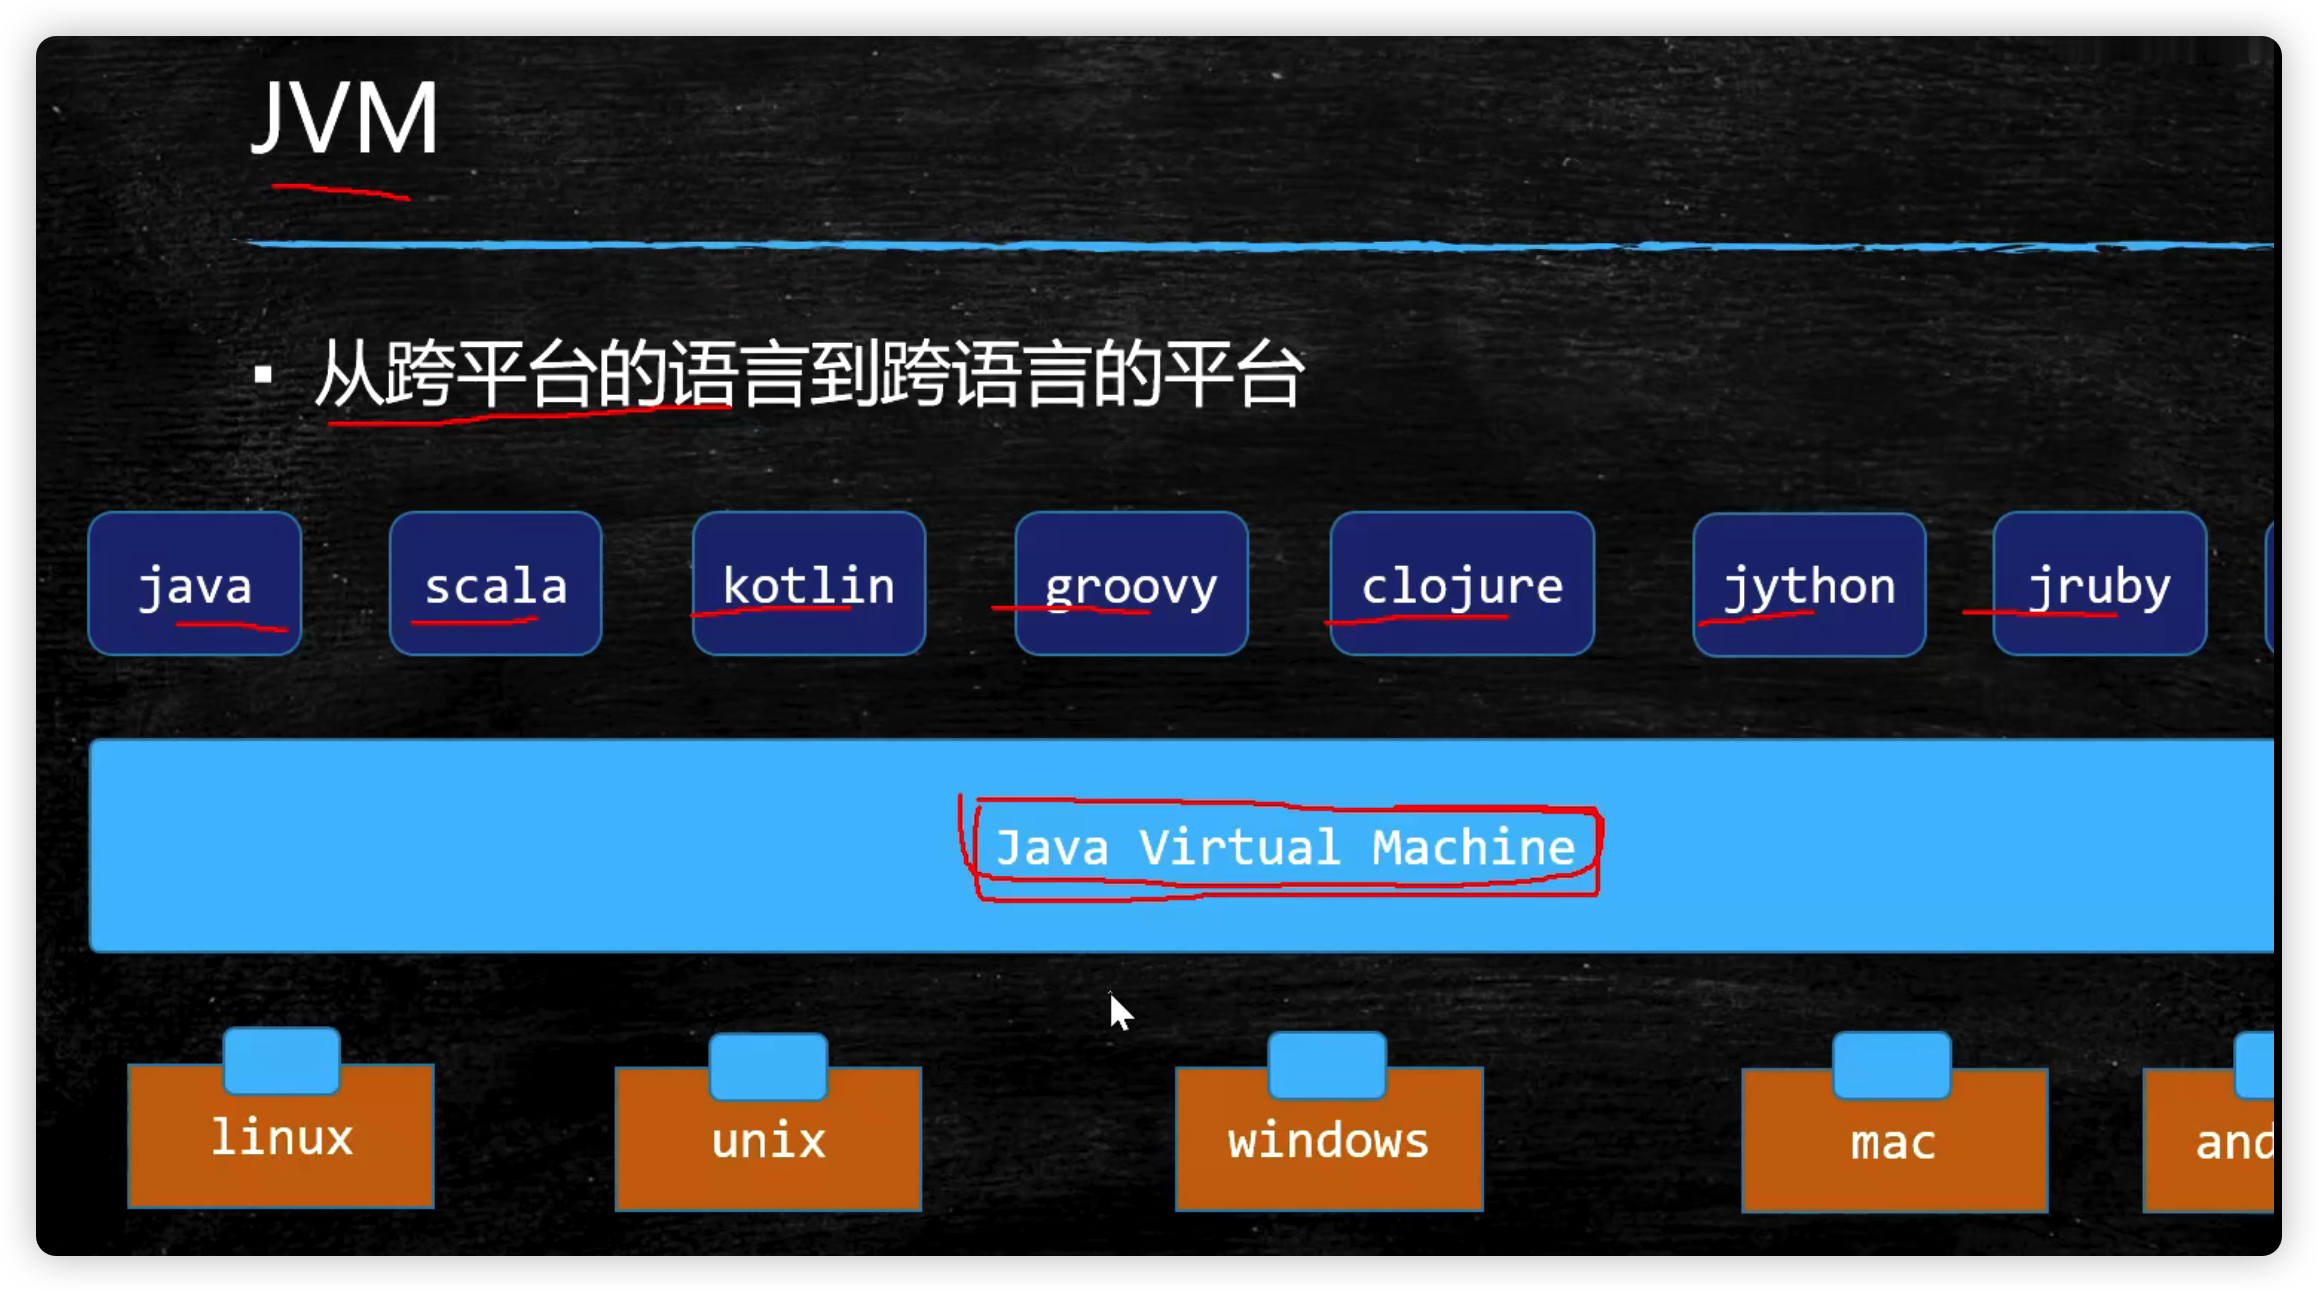 JVM
▪ 从跨平台的语言到跨语言的平台
java scala kotlin groovy clojure jython jruby
Java Virtual Machine
linux unix windows mac and